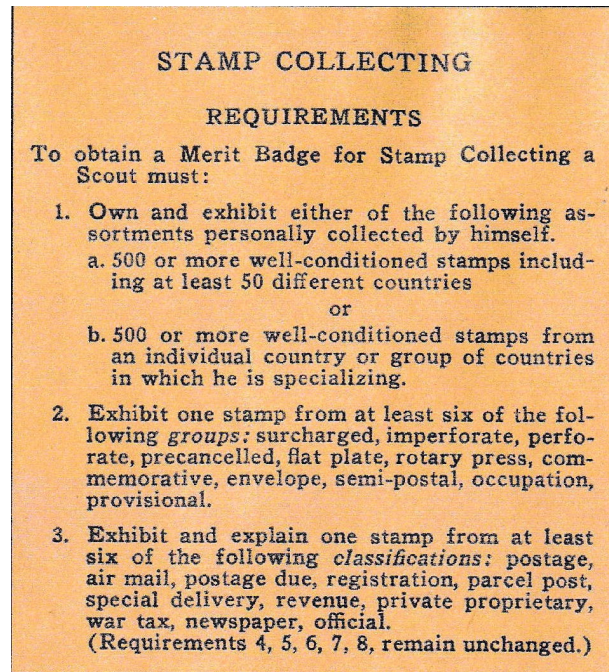 STAMP COLLECTING
REQUIREMENTS
To obtain a Merit Badge for Stamp Collecting a
Scout must:
1. Own and exhibit either of the following as-
sortments personally collected by himself.
a. 500 or more well-conditioned stamps includ-
ing at least 50 different countries
or
b. 500 or more well-conditioned stamps from
an individual country or group of countries
in which he is specializing.
2. Exhibit one stamp from at least six of the fol-
lowing groups: surcharged, imperforate, perfo-
rate, precancelled, flat plate, rotary press, com-
memorative, envelope, semi-postal, occupation,
provisional.
3. Exhibit and explain one stamp from at least
six of the following classifications: postage,
air mail, postage due, registration, parcel post,
special delivery, revenue, private proprietary,
war tax, newspaper, official.
(Requirements 4, 5, 6, 7, 8, remain unchanged.)